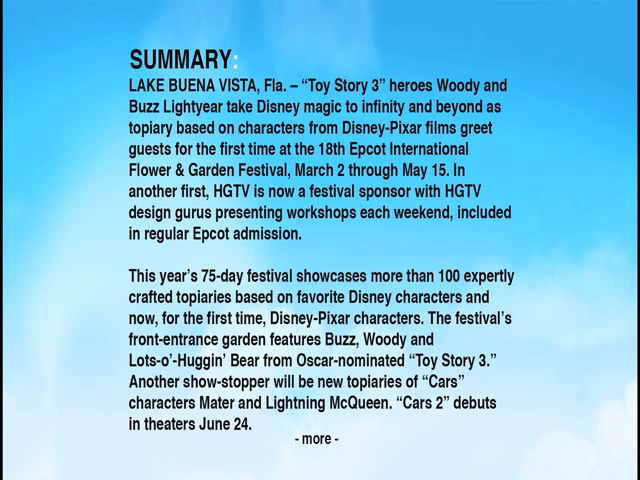 SUMMARY:
LAKE BUENA VISTA, Fla. – “Toy Story 3” heroes Woody and
Buzz Lightyear take Disney magic to infinity and beyond as
topiary based on characters from Disney-Pixar films greet
guests for the first time at the 18th Epcot International
Flower & Garden Festival, March 2 through May 15. In
another first, HGTV is now a festival sponsor with HGTV
design gurus presenting workshops each weekend, included
in regular Epcot admission.
This year’s 75-day festival showcases more than 100 expertly
crafted topiaries based on favorite Disney characters and
now, for the first time, Disney-Pixar characters. The festival’s
front-entrance garden features Buzz, Woody and
Lots-o’-Huggin’ Bear from Oscar-nominated “Toy Story 3.”
Another show-stopper will be new topiaries of “Cars”
characters Mater and Lightning McQueen. “Cars 2” debuts
in theaters June 24.
- more -